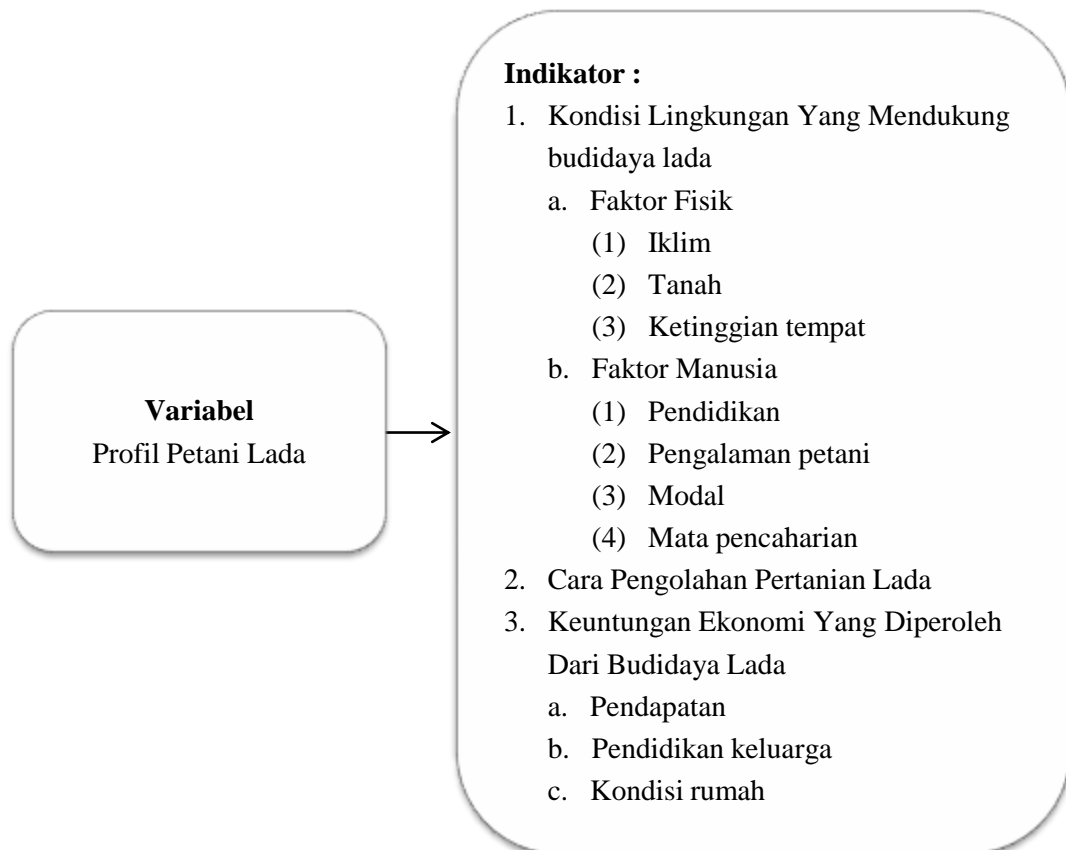 Variabel
Profil Petani Lada
Indikator :
1. Kondisi Lingkungan Yang Mendukung
budidaya lada
a. Faktor Fisik
(1) Iklim
(2) Tanah
(3) Ketinggian tempat
b. Faktor Manusia
(1) Pendidikan
(2) Pengalaman petani
(3) Modal
(4) Mata pencaharian
2. Cara Pengolahan Pertanian Lada
3. Keuntungan Ekonomi Yang Diperoleh
Dari Budidaya Lada
a. Pendapatan
b. Pendidikan keluarga
c. Kondisi rumah